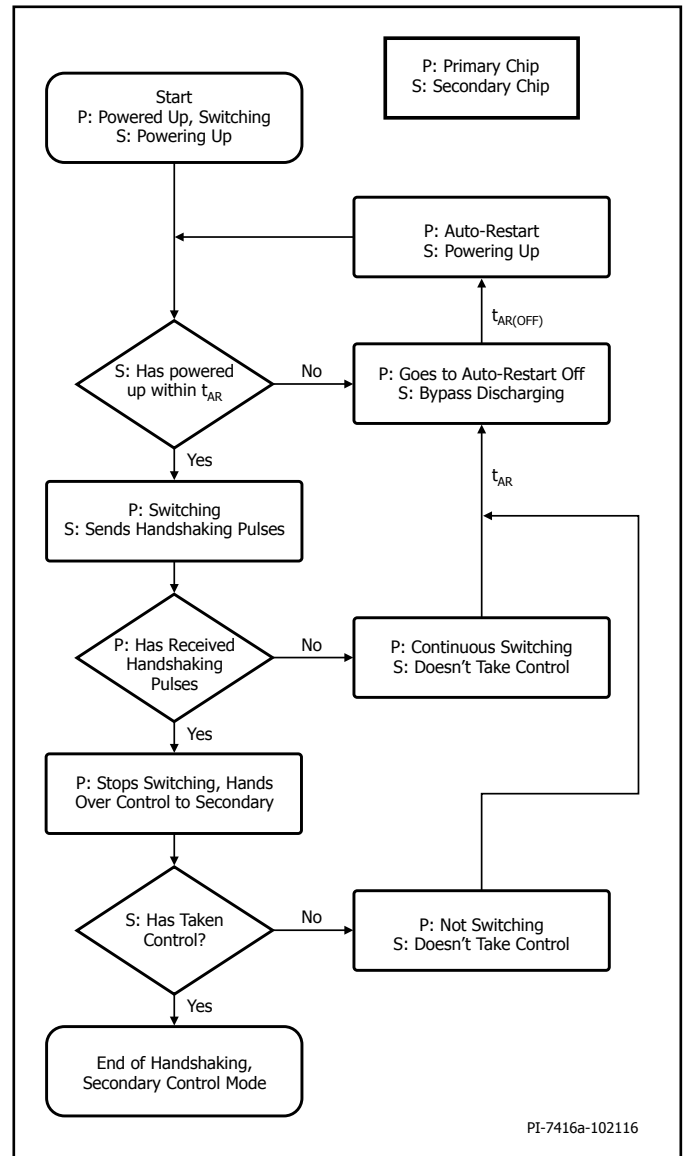 P: Primary Chip
S: Secondary Chip
Start
P: Powered Up, Switching
S: Powering Up
P: Auto-Restart
S: Powering Up
t_AR(OFF)
S: Has powered
up within t_AR
No
P: Goes to Auto-Restart Off
S: Bypass Discharging
Yes
t_AR
P: Switching
S: Sends Handshaking Pulses
P: Has Received
Handshaking
Pulses
No
P: Continuous Switching
S: Doesn’t Take Control
Yes
P: Stops Switching, Hands
Over Control to Secondary
S: Has Taken
Control?
No
P: Not Switching
S: Doesn’t Take Control
Yes
End of Handshaking,
Secondary Control Mode
PI-7416a-102116